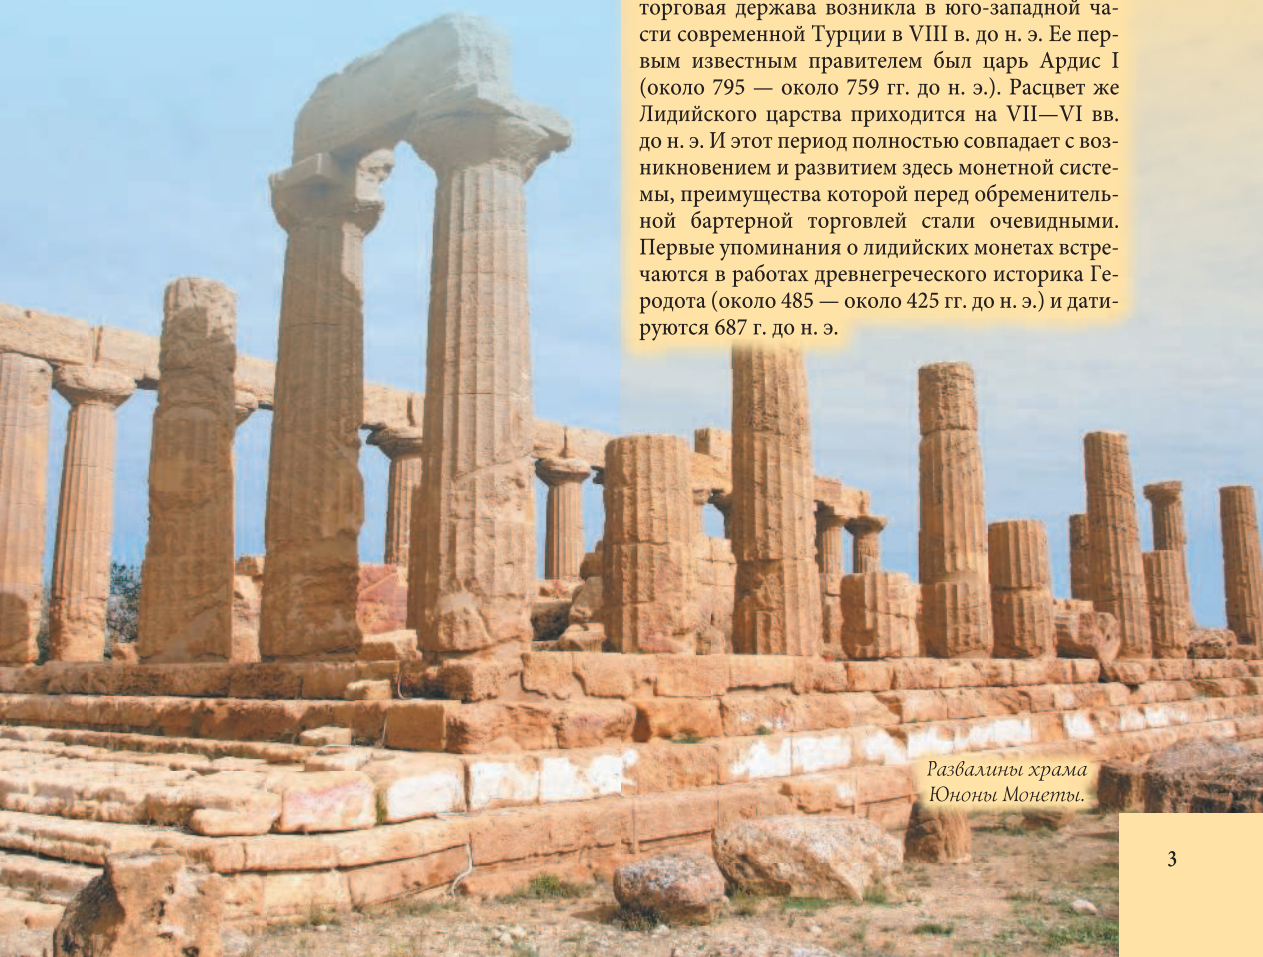 торговая держава возникла в юго-западной ча-
сти современной Турции в VIII в. до н. э. Ее пер-
вым известным правителем был царь Ардис I
(около 795 — около 759 гг. до н. э.). Расцвет же
Лидийского царства приходится на VII—VI вв.
до н. э. И этот период полностью совпадает с воз-
никновением и развитием здесь монетной систе-
мы, преимущества которой перед обременитель-
ной бартерной торговлей стали очевидными.
Первые упоминания о лидийских монетах встре-
чаются в работах древнегреческого историка Ге-
родота (около 485 — около 425 гг. до н. э.) и дати-
руются 687 г. до н. э.
Развалины храма
Юноны Монеты.
3